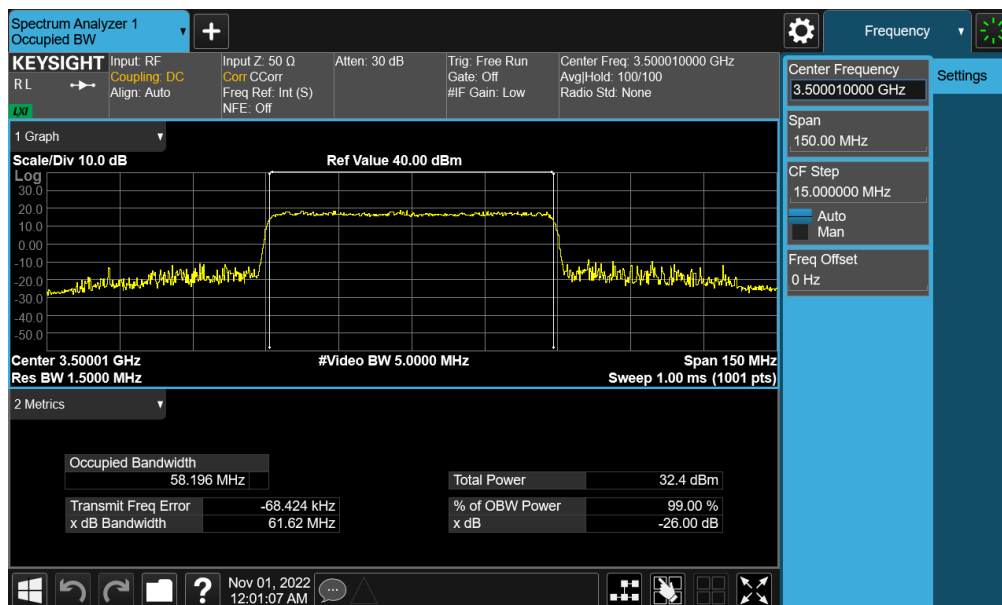 Spectrum Analyzer 1
Occupied BW
Frequency
KEYSIGHT
R L
LXI
Input: RF
Coupling: DC
Align: Auto
Input Z: 50 Ω
Corr CCorr
Freq Ref: Int (S)
NFE: Off
Atten: 30 dB
Trig: Free Run
Gate: Off
#IF Gain: Low
Center Freq: 3.500010000 GHz
Avg|Hold: 100/100
Radio Std: None
Center Frequency
3.500010000 GHz
Settings
Span
150.00 MHz
CF Step
15.000000 MHz
Auto
Man
Freq Offset
0 Hz
1 Graph
Scale/Div 10.0 dB
Ref Value 40.00 dBm
Log
30.0
20.0
10.0
0.00
-10.0
-20.0
-30.0
-40.0
-50.0
Center 3.50001 GHz
#Video BW 5.0000 MHz
Span 150 MHz
Res BW 1.5000 MHz
Sweep 1.00 ms (1001 pts)
2 Metrics
Occupied Bandwidth
58.196 MHz
Total Power 32.4 dBm
Transmit Freq Error -68.424 kHz
% of OBW Power 99.00 %
x dB Bandwidth 61.62 MHz
x dB -26.00 dB
?
Nov 01, 2022
12:01:07 AM